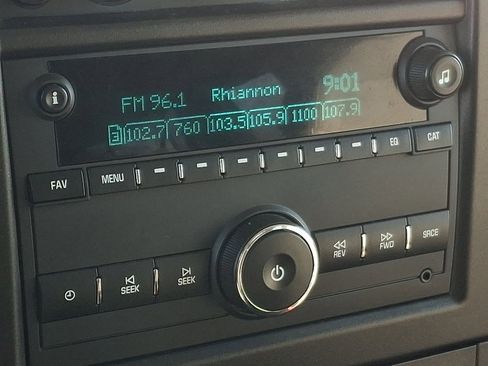 FM 96.1 Rhiannon 9:01
3 102.7 760 103.5 105.9 1100 107.9
FAV MENU EQ CAT
SEEK SEEK REV FWD SRCE